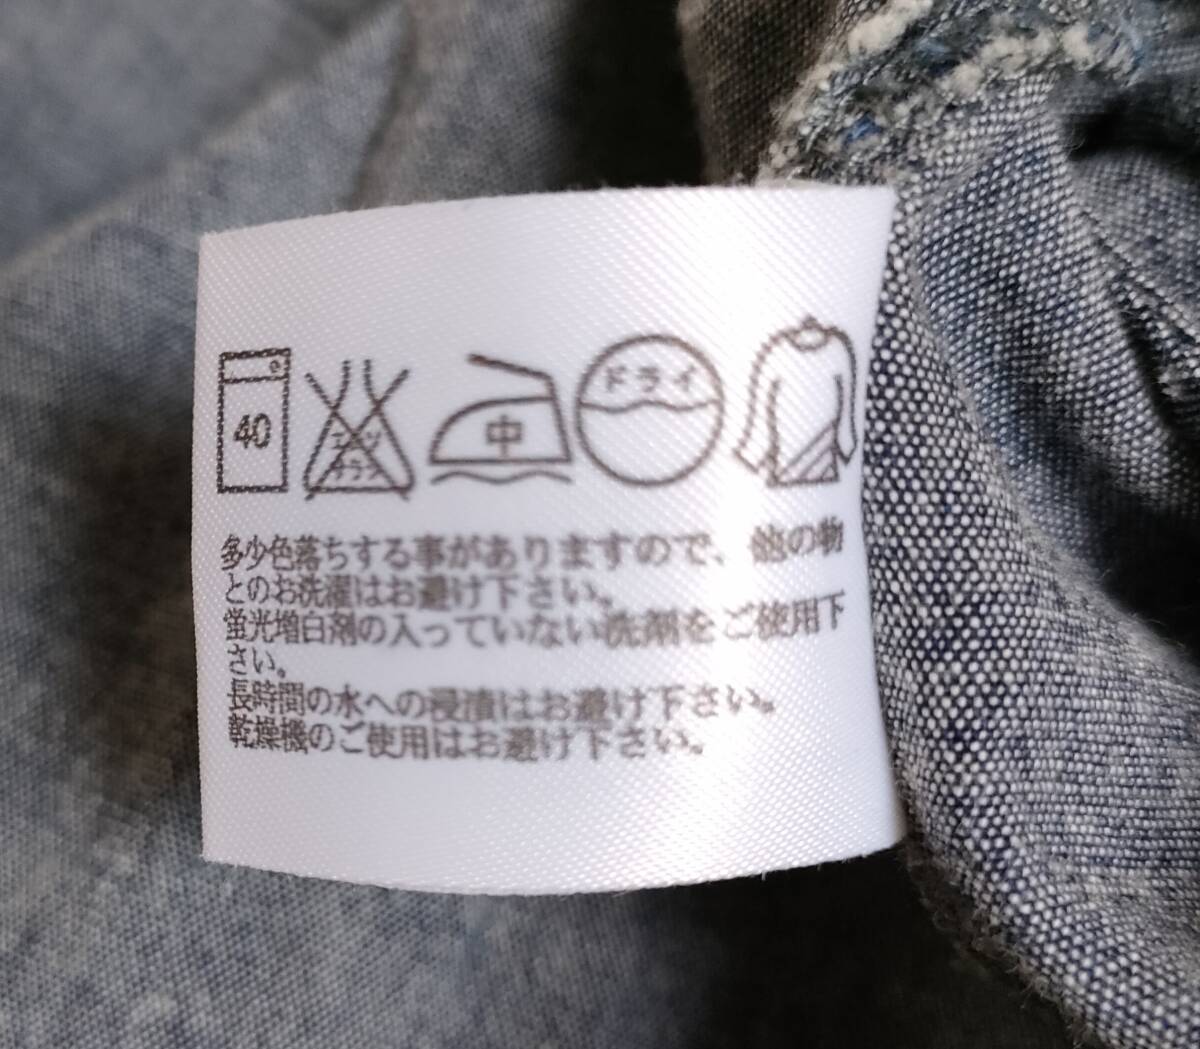 40
エンソ
サラシ
中
ドライ
多少色落ちする事がありますので、他の物
とのお洗濯はお避け下さい。
蛍光増白剤の入っていない洗剤をご使用下
さい。
長時間の水への浸漬はお避け下さい。
乾燥機のご使用はお避け下さい。